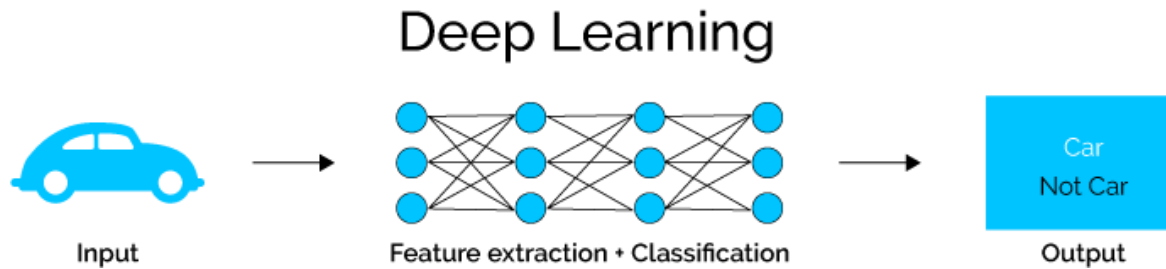 Deep Learning
Car
Not Car
Input
Feature extraction + Classification
Output